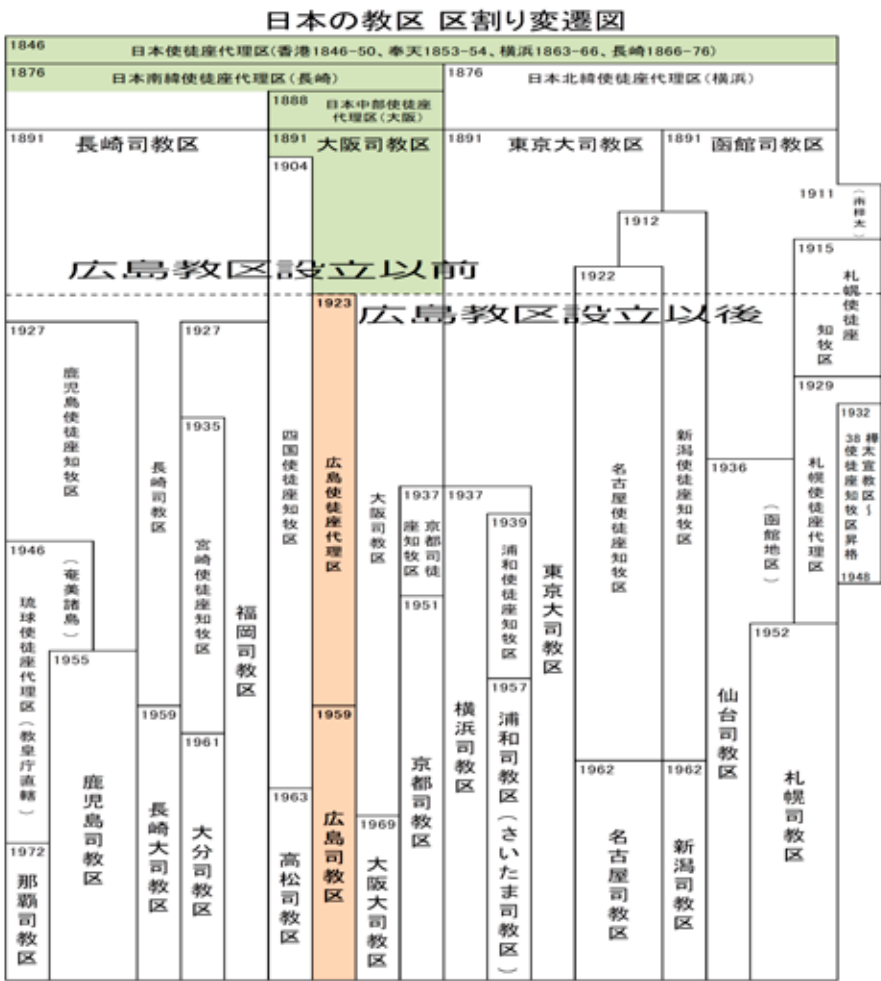 日本の教区 区割り変遷図
1846
日本使徒座代理区(香港1846-50、奉天1853-54、横浜1863-66、長崎1866-76)
1876
日本南緯使徒座代理区(長崎)
1876
日本北緯使徒座代理区(横浜)
1888
日本中部使徒座
代理区(大阪)
1891
長崎司教区
1891
大阪司教区
1891
東京大司教区
1891
函館司教区
1904
1911
(南樺太)
1912
1915
札幌使徒座
知牧区
広島教区設立以前
1922
1923
広島教区設立以後
1927
鹿児島使徒座知牧区
長崎司教区
1927
1935
宮崎使徒座知牧区
福岡司教区
四国使徒座知牧区
広島使徒座代理区
大阪司教区
1937
京都司徒
座知牧区
1937
1939
浦和使徒座知牧区
東京大司教区
名古屋使徒座知牧区
新潟使徒座知牧区
1936
(函館地区)
1929
札幌使徒座代理区
1932
樺太宣教区~
38使徒座知牧区昇格
1948
1946
(奄美諸島)
琉球使徒座代理区(教皇庁直轄)
1951
京都司教区
1952
札幌司教区
1955
鹿児島司教区
1957
浦和司教区(さいたま司教区)
横浜司教区
仙台司教区
1959
長崎大司教区
1959
広島司教区
1961
大分司教区
1962
名古屋司教区
1962
新潟司教区
1963
高松司教区
1969
大阪大司教区
1972
那覇司教区